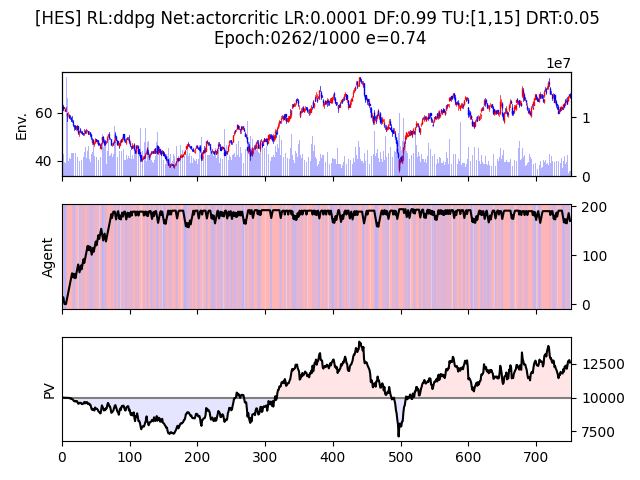 [HES] RL:ddpg Net:actorcritic LR:0.0001 DF:0.99 TU:[1,15] DRT:0.05
Epoch:0262/1000 e=0.74
1e7
Env.
60
40
1
0
Agent
200
100
0
PV
12500
10000
7500
0 100 200 300 400 500 600 700